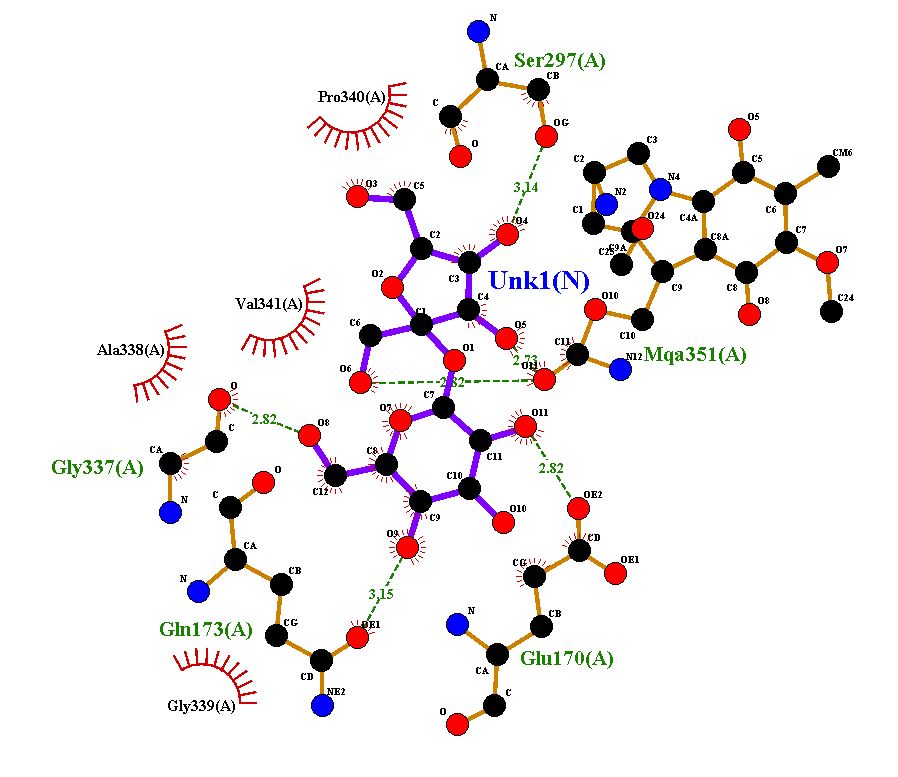 N
Ser297(A)
CA
CB
Pro340(A)
C
OG
O
O5
C3
CM6
C2
C5
O3
C5
3.14
N2
N4
C4A
C6
C1
O24
O4
C7
C2
C8A
C25
C9A
O7
C3
O2
Unk1(N)
C9
C8
C4
Val341(A)
O10
O8
C24
C1
C10
C6
O5
Ala338(A)
O1
C11
2.73
N12
Mqa351(A)
O6
2.82
O11
O
C7
O7
2.82
O8
O11
C
C11
CA
C8
Gly337(A)
2.82
O
C12
C10
N
C
C9
OE2
O10
O9
CD
CA
OE1
CG
N
CB
3.15
N
CB
Gln173(A)
CG
OE1
Glu170(A)
CA
CD
NE2
Gly339(A)
C
O